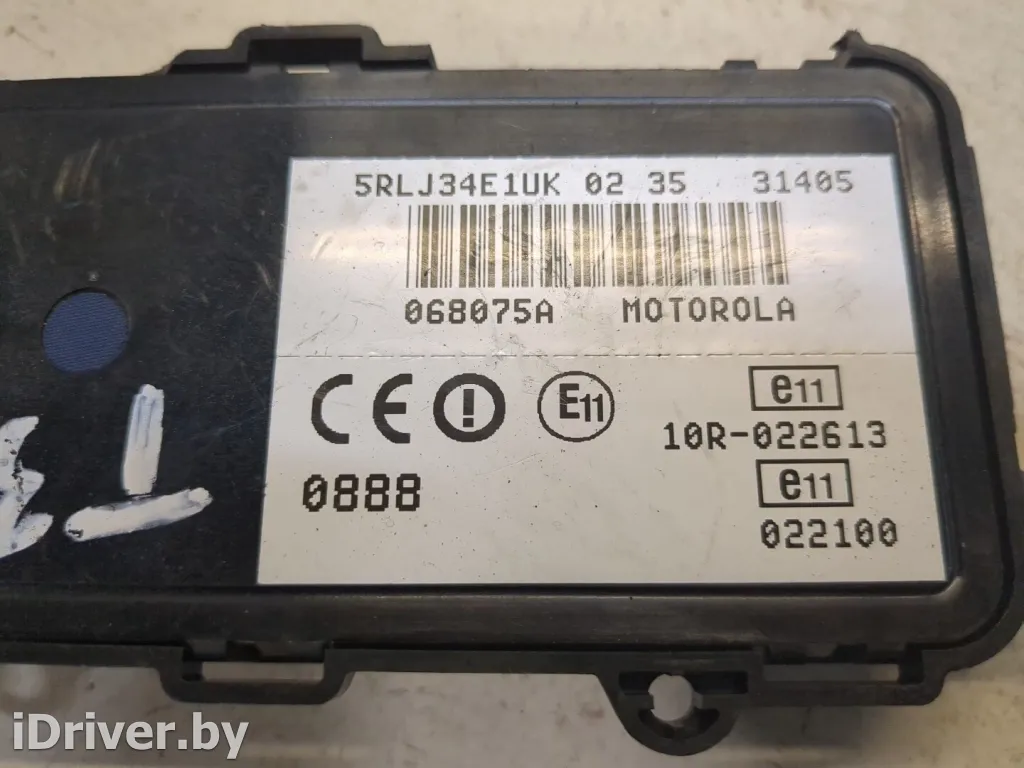 5RLJ34E1UK 02 35 31405
068075A MOTOROLA
CE E11 e11
10R-022613
0888 e11
022100
iDriver.by